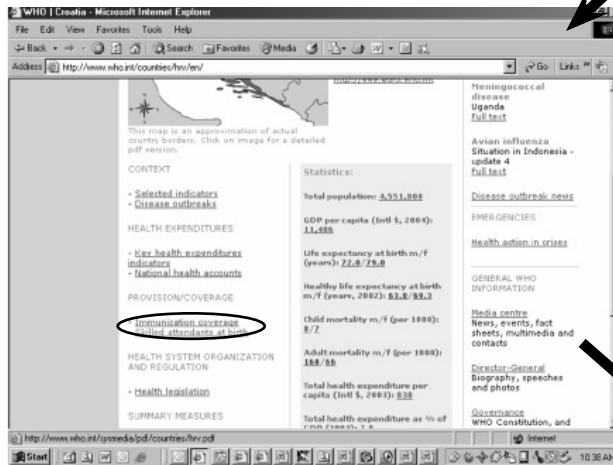 WHO | Croatia - Microsoft Internet Explorer
File Edit View Favorites Tools Help
Back Search Favorites Media
Address http://www.who.int/countries/hrv/en/ Go Links »
This map is an approximation of actual
country borders. Click on image for a detailed
pdf version.
CONTEXT
- Selected indicators
- Disease outbreaks
HEALTH EXPENDITURES
- Key health expenditures
indicators
- National health accounts
PROVISION/COVERAGE
- Immunization coverage
- Skilled attendants at birth
HEALTH SYSTEM ORGANIZATION
AND REGULATION
- Health legislation
SUMMARY MEASURES
Statistics:
Total population: 4,551,000
GDP per capita (Intl $, 2004):
11,406
Life expectancy at birth m/f
(years): 72.0/79.0
Healthy life expectancy at birth
m/f (years, 2002): 63.8/69.3
Child mortality m/f (per 1000):
8/7
Adult mortality m/f (per 1000):
160/66
Total health expenditure per
capita (Intl $, 2003): 838
Total health expenditure as % of
Meningococcal
disease
Uganda
Full text
Avian influenza
Situation in Indonesia -
update 4
Full text
Disease outbreak news
EMERGENCIES
Health action in crises
GENERAL WHO
INFORMATION
Media centre
News, events, fact
sheets, multimedia and
contacts
Director-General
Biography, speeches
and photos
Governance
WHO Constitution, and
http://www.who.int/sysmedia/pdf/countries/hrv.pdf Internet
Start 10:38 AM